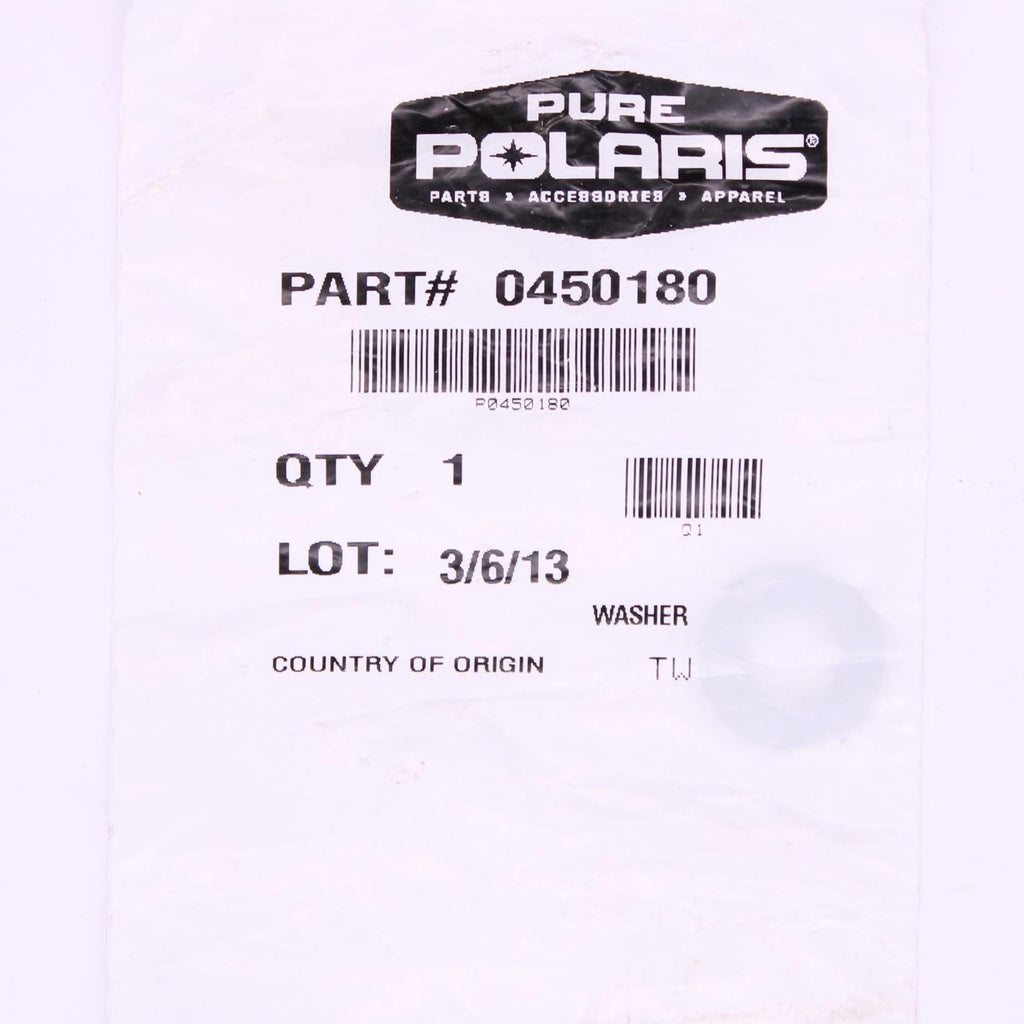 PURE
POLARIS®
PARTS » ACCESSORIES » APPAREL
PART# 0450180
P0450180
QTY 1
Q1
LOT: 3/6/13
WASHER
COUNTRY OF ORIGIN TW